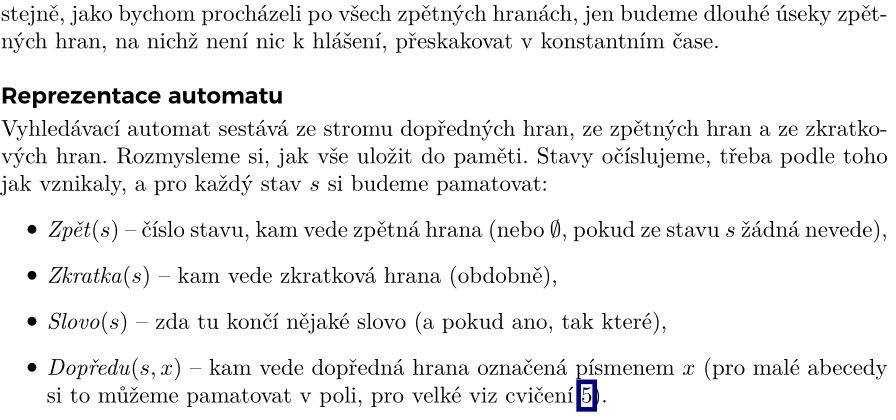 stejně, jako bychom procházeli po všech zpětných hranách, jen budeme dlouhé úseky zpět-
ných hran, na nichž není nic k hlášení, přeskakovat v konstantním čase.
Reprezentace automatu
Vyhledávací automat sestává ze stromu dopředných hran, ze zpětných hran a ze zkratko-
vých hran. Rozmysleme si, jak vše uložit do paměti. Stavy očíslujeme, třeba podle toho
jak vznikaly, a pro každý stav s si budeme pamatovat:
• Zpět(s) – číslo stavu, kam vede zpětná hrana (nebo ∅, pokud ze stavu s žádná nevede),
• Zkratka(s) – kam vede zkratková hrana (obdobně),
• Slovo(s) – zda tu končí nějaké slovo (a pokud ano, tak které),
• Dopředu(s, x) – kam vede dopředná hrana označená písmenem x (pro malé abecedy
si to můžeme pamatovat v poli, pro velké viz cvičení 5).